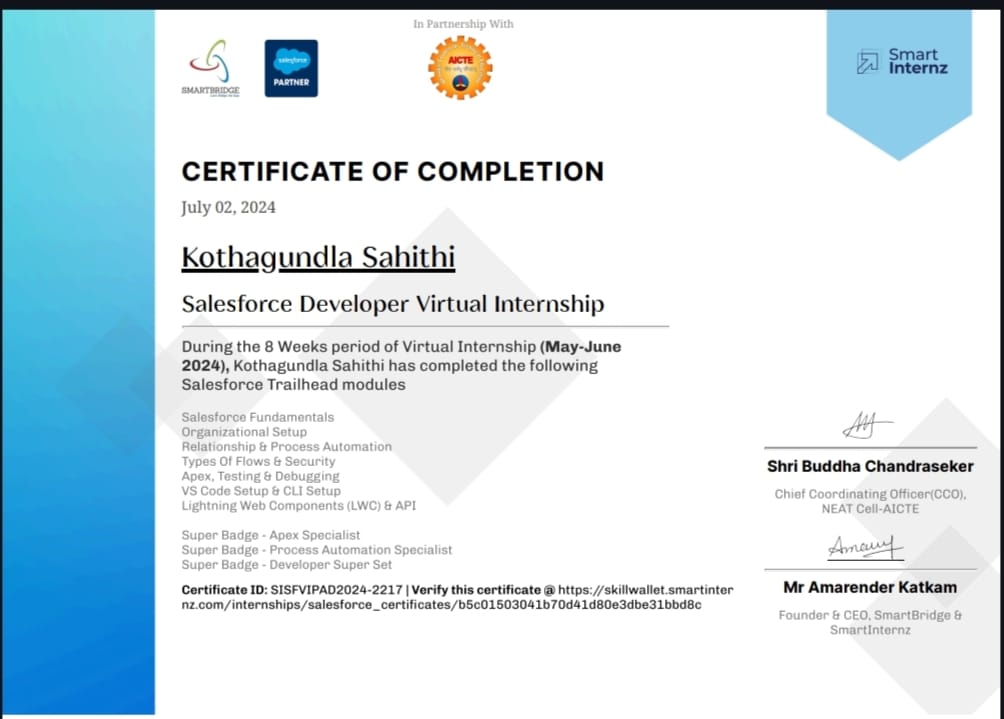 In Partnership With
SMARTBRIDGE
salesforce
PARTNER
AICTE
Smart
Internz
CERTIFICATE OF COMPLETION
July 02, 2024
Kothagundla Sahithi
Salesforce Developer Virtual Internship
During the 8 Weeks period of Virtual Internship (May-June
2024), Kothagundla Sahithi has completed the following
Salesforce Trailhead modules
Salesforce Fundamentals
Organizational Setup
Relationship & Process Automation
Types Of Flows & Security
Apex, Testing & Debugging
VS Code Setup & CLI Setup
Lightning Web Components (LWC) & API
Super Badge - Apex Specialist
Super Badge - Process Automation Specialist
Super Badge - Developer Super Set
Certificate ID: SISFVIPAD2024-2217 | Verify this certificate @ https://skillwallet.smartinter
nz.com/internships/salesforce_certificates/b5c01503041b70d41d80e3dbe31bbd8c
Shri Buddha Chandraseker
Chief Coordinating Officer(CCO),
NEAT Cell-AICTE
Mr Amarender Katkam
Founder & CEO, SmartBridge &
SmartInternz